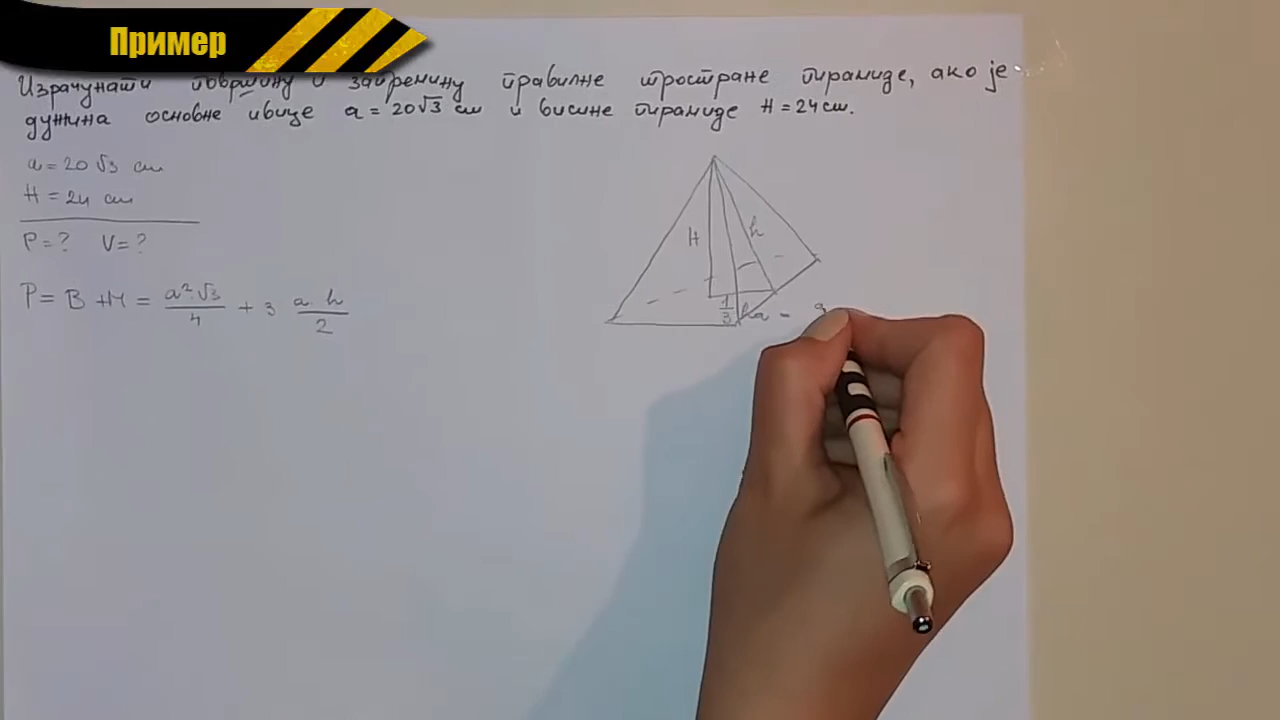 Пример
Израчунати површину и запремину правилне тростране пирамиде, ако је
дужина основне ивице a = 20√3 cm и висине пирамиде H = 24 cm.
a = 20√3 cm
H = 24 cm
P = ? V = ?
P = B + M = a²·√3/4 + 3 a·h/2
H
h
1/3 ha =